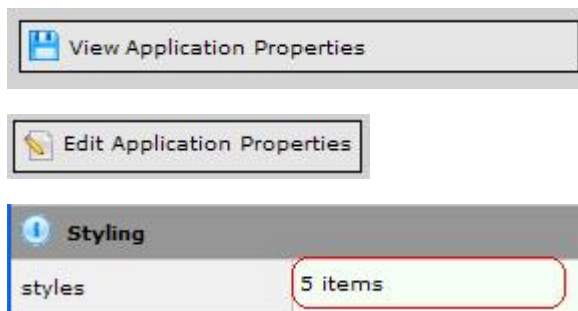 View Application Properties
Edit Application Properties
Styling
styles 5 items